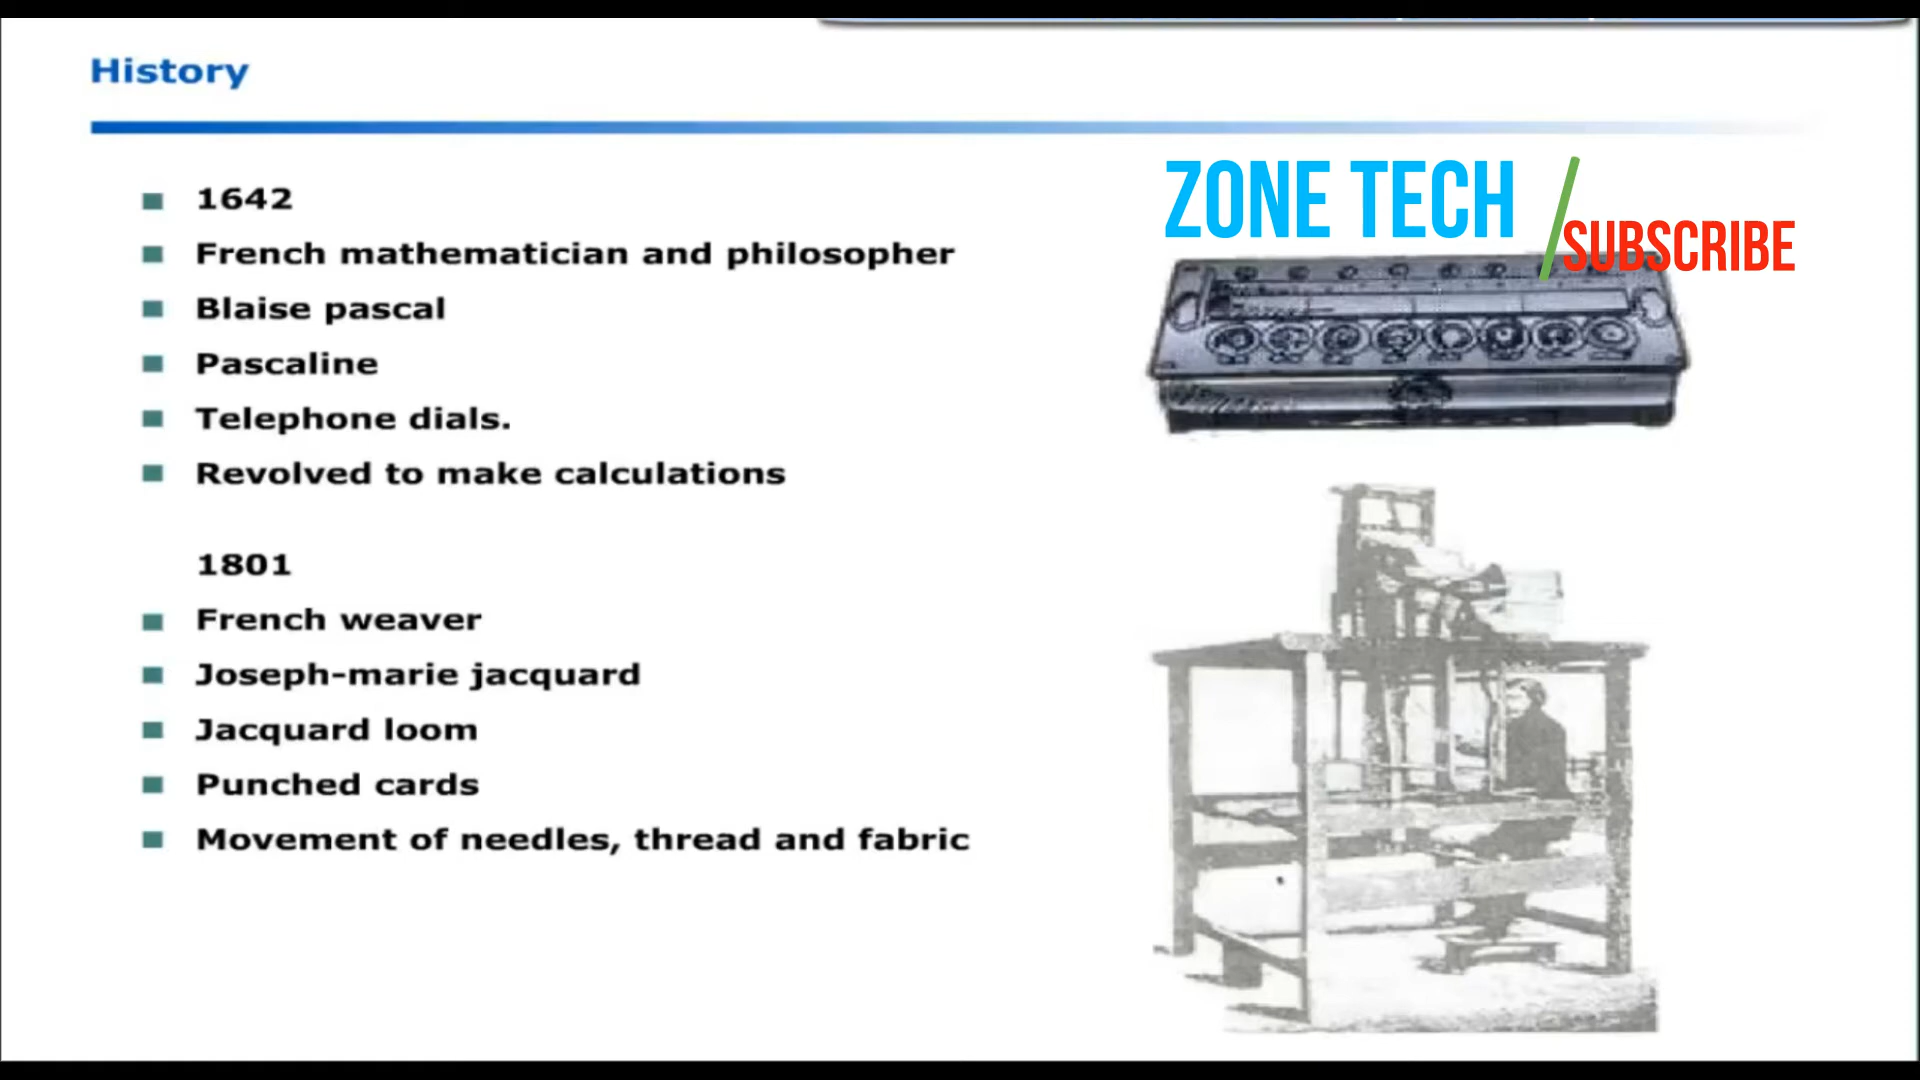 History
1642
French mathematician and philosopher
Blaise pascal
Pascaline
Telephone dials.
Revolved to make calculations
1801
French weaver
Joseph-marie jacquard
Jacquard loom
Punched cards
Movement of needles, thread and fabric
ZONE TECH
SUBSCRIBE